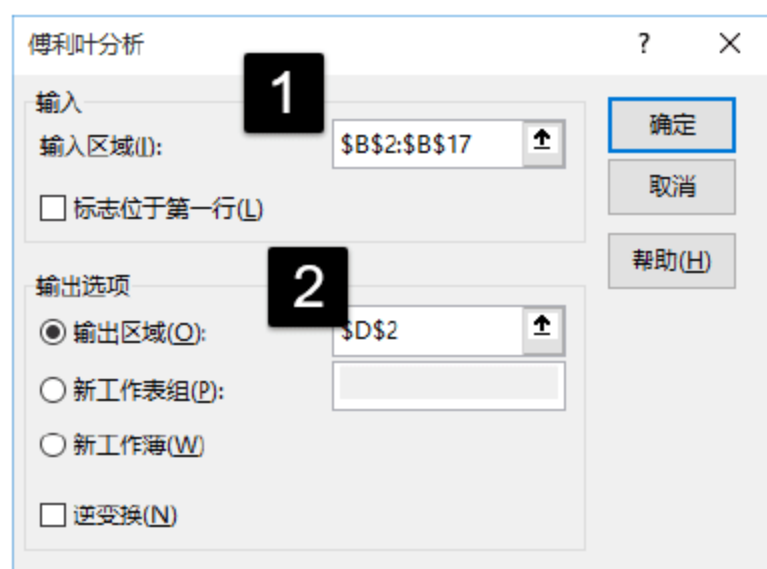 傅利叶分析 ? ×
1
输入
输入区域(I): $B$2:$B$17
确定
取消
标志位于第一行(L)
帮助(H)
2
输出选项
输出区域(O): $D$2
新工作表组(P):
新工作薄(W)
逆变换(N)